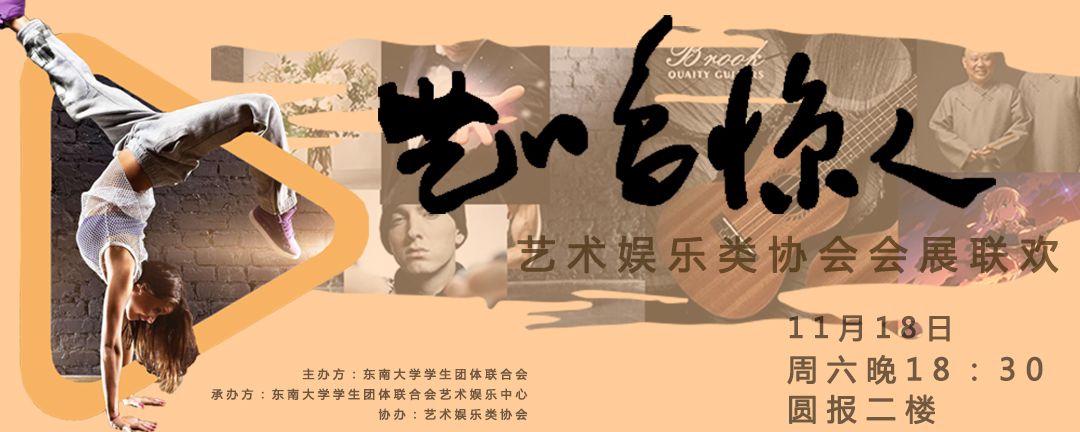 Brook
QUAITY GUITARS
艺鸣惊人
艺术娱乐类协会会展联欢
11月18日
周六晚18：30
圆报二楼
主办方：东南大学学生团体联合会
承办方：东南大学学生团体联合会艺术娱乐中心
协办：艺术娱乐类协会